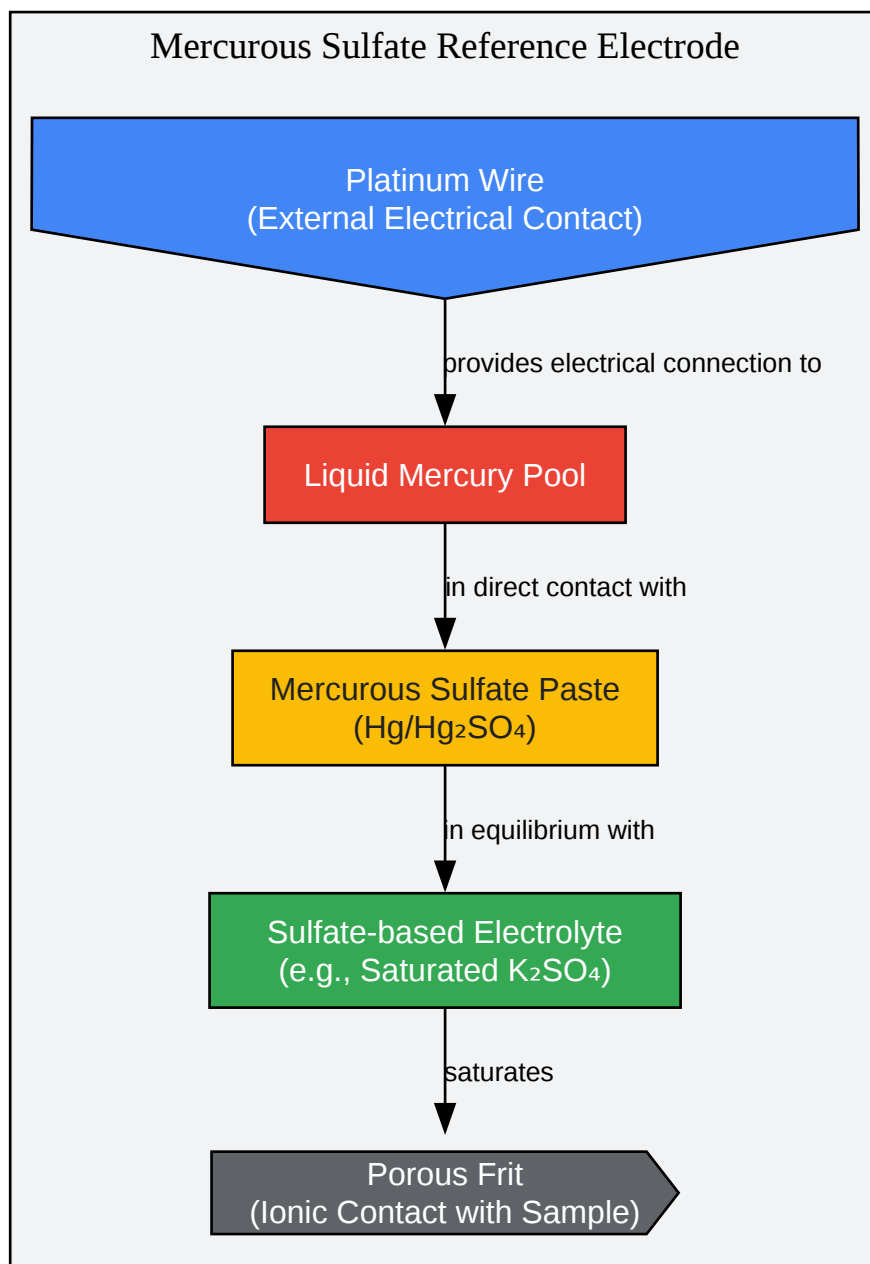 Mercurous Sulfate Reference Electrode
Platinum Wire
(External Electrical Contact)
provides electrical connection to
Liquid Mercury Pool
in direct contact with
Mercurous Sulfate Paste
(Hg/Hg₂SO₄)
in equilibrium with
Sulfate-based Electrolyte
(e.g., Saturated K₂SO₄)
saturates
Porous Frit
(Ionic Contact with Sample)